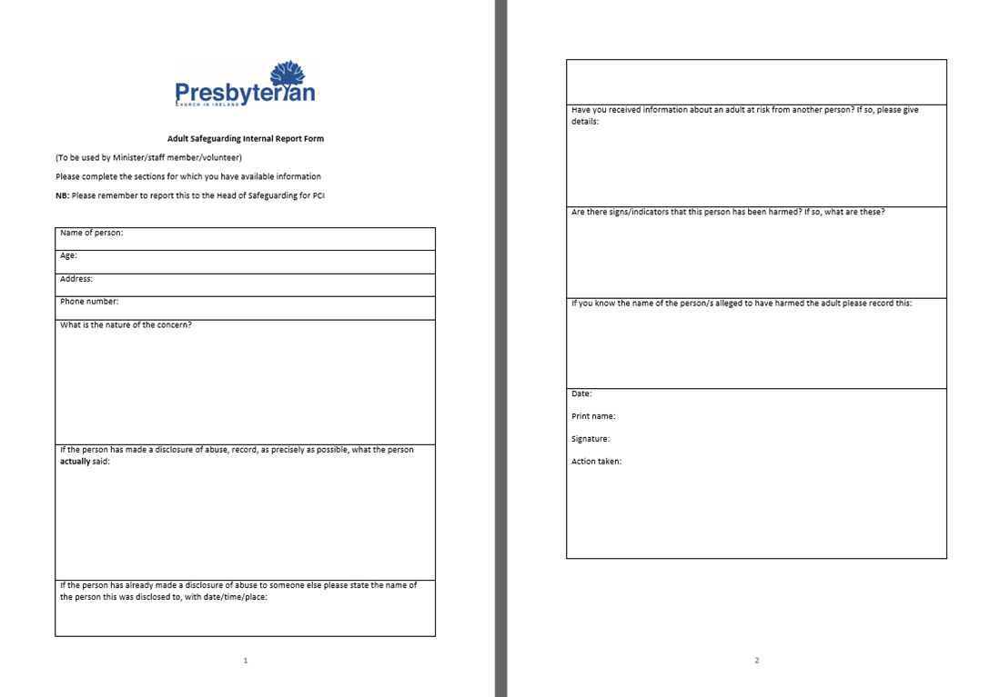 Presbyterian
CHURCH IN IRELAND
Adult Safeguarding Internal Report Form
(To be used by Minister/staff member/volunteer)
Please complete the sections for which you have available information
NB: Please remember to report this to the Head of Safeguarding for PCI
Name of person:
Age:
Address:
Phone number:
What is the nature of the concern?
If the person has made a disclosure of abuse, record, as precisely as possible, what the person
actually said:
If the person has already made a disclosure of abuse to someone else please state the name of
the person this was disclosed to, with date/time/place:
1
Have you received information about an adult at risk from another person? If so, please give
details:
Are there signs/indicators that this person has been harmed? If so, what are these?
If you know the name of the person/s alleged to have harmed the adult please record this:
Date:
Print name:
Signature:
Action taken:
2